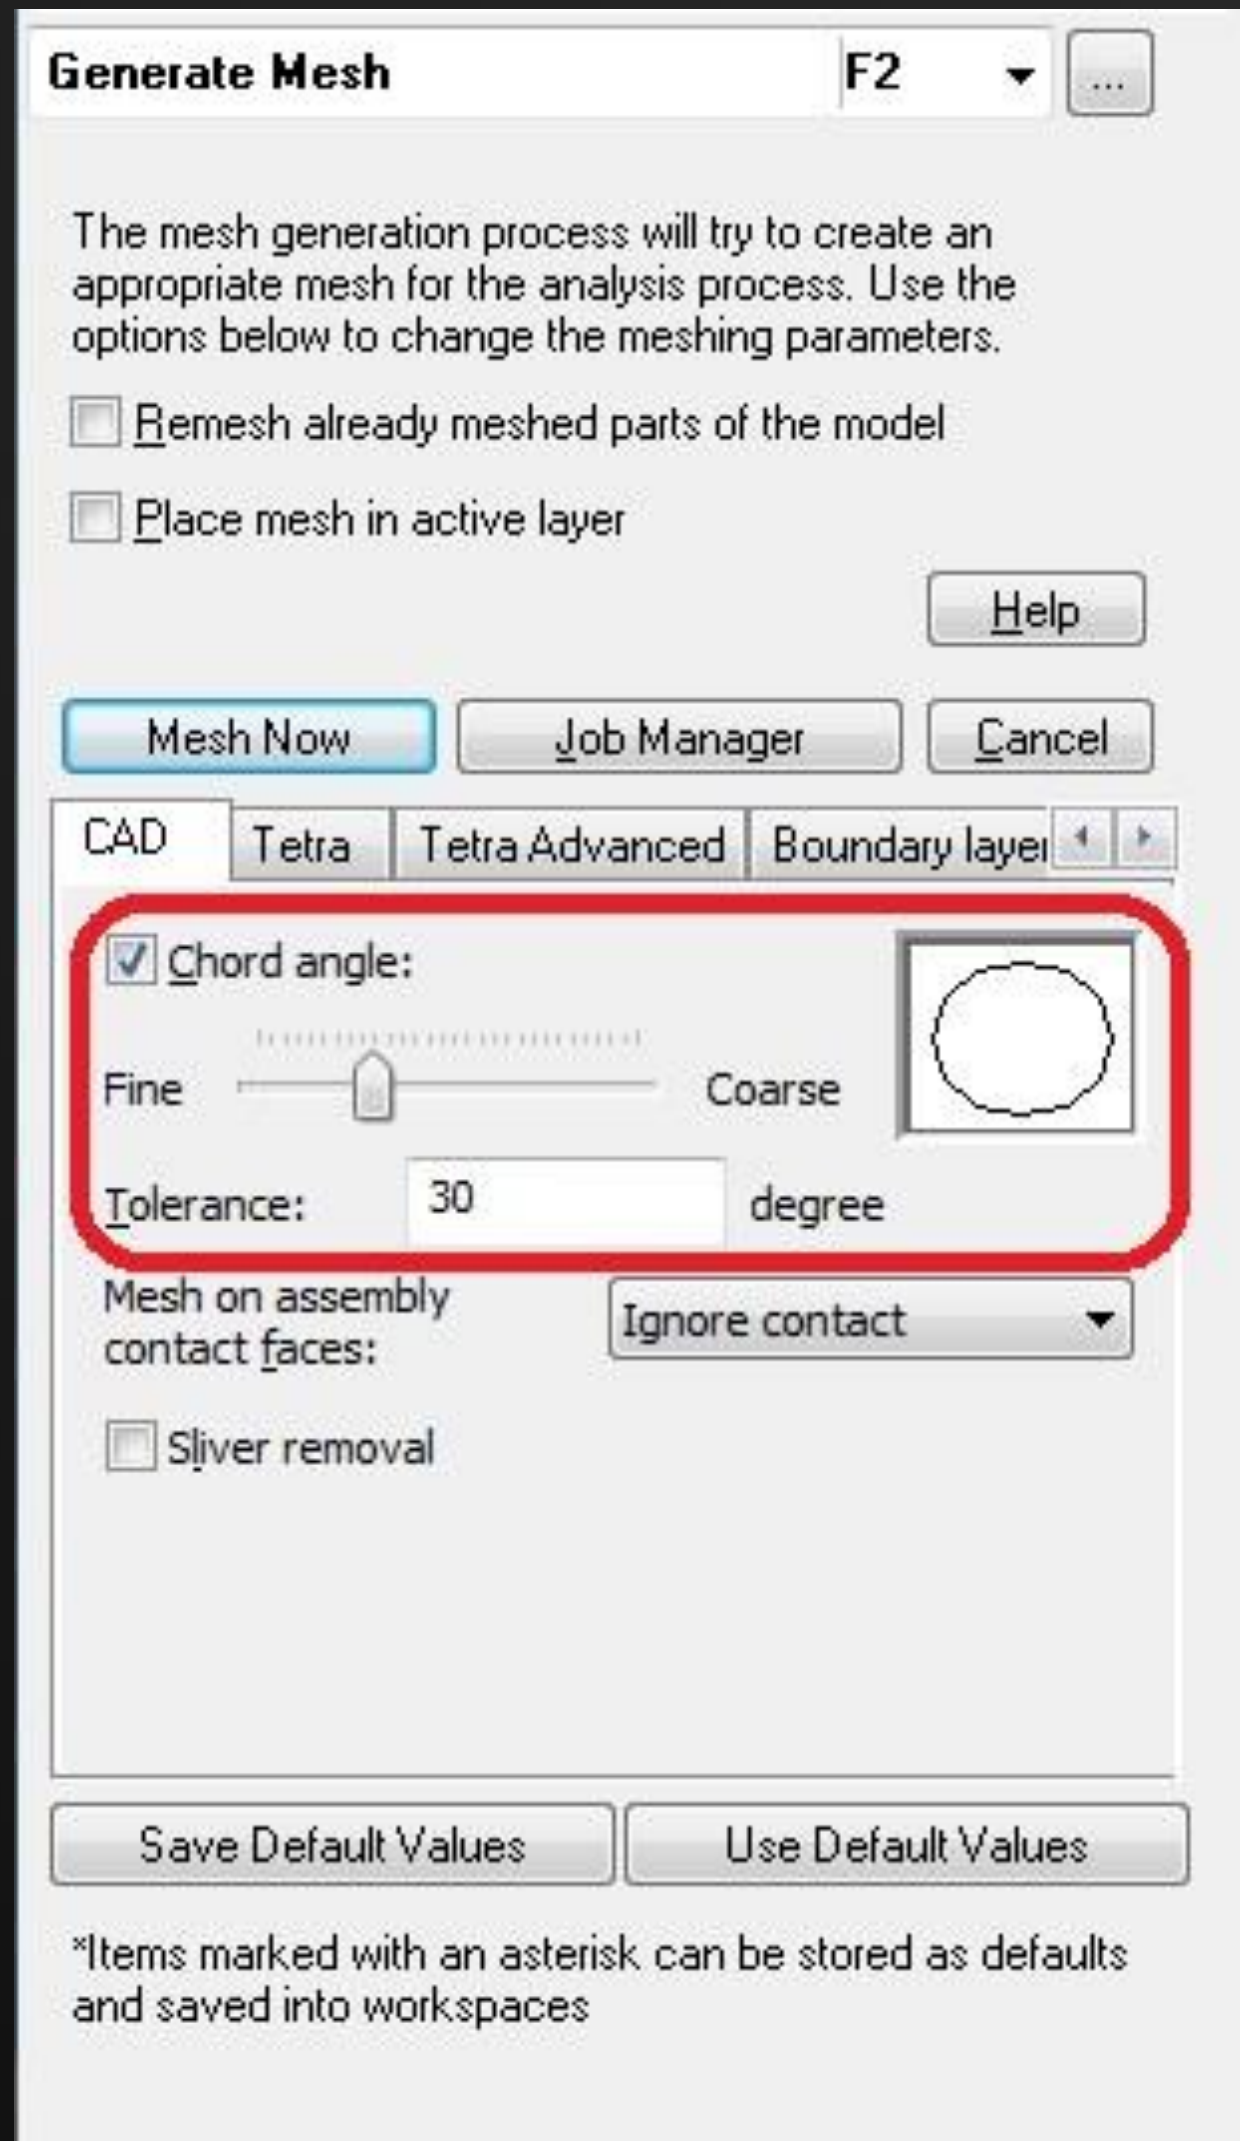 Generate Mesh F2 ...
The mesh generation process will try to create an
appropriate mesh for the analysis process. Use the
options below to change the meshing parameters.
Remesh already meshed parts of the model
Place mesh in active layer
Help
Mesh Now Job Manager Cancel
CAD Tetra Tetra Advanced Boundary layer
Chord angle:
Fine Coarse
Tolerance: 30 degree
Mesh on assembly
contact faces: Ignore contact
Sliver removal
Save Default Values Use Default Values
*Items marked with an asterisk can be stored as defaults
and saved into workspaces